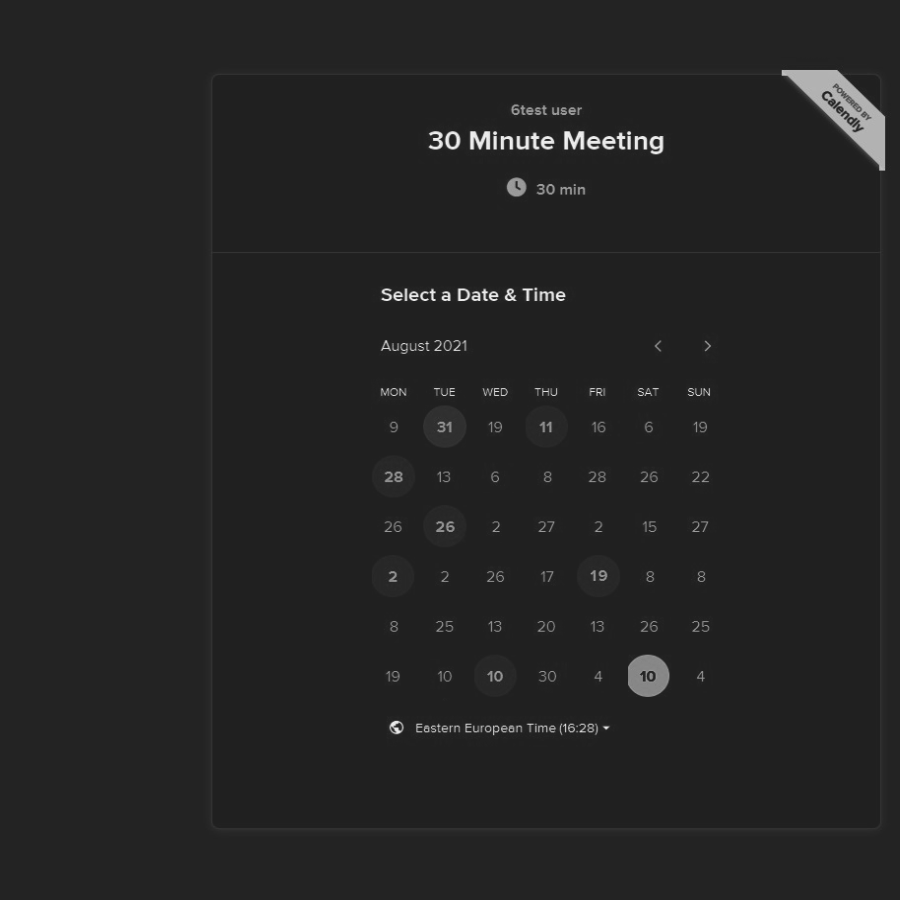 POWERED BY
Calendly
6test user
30 Minute Meeting
30 min
Select a Date & Time
August 2021
MON TUE WED THU FRI SAT SUN
9 31 19 11 16 6 19
28 13 6 8 28 26 22
26 26 2 27 2 15 27
2 2 26 17 19 8 8
8 25 13 20 13 26 25
19 10 10 30 4 10 4
Eastern European Time (16:28)